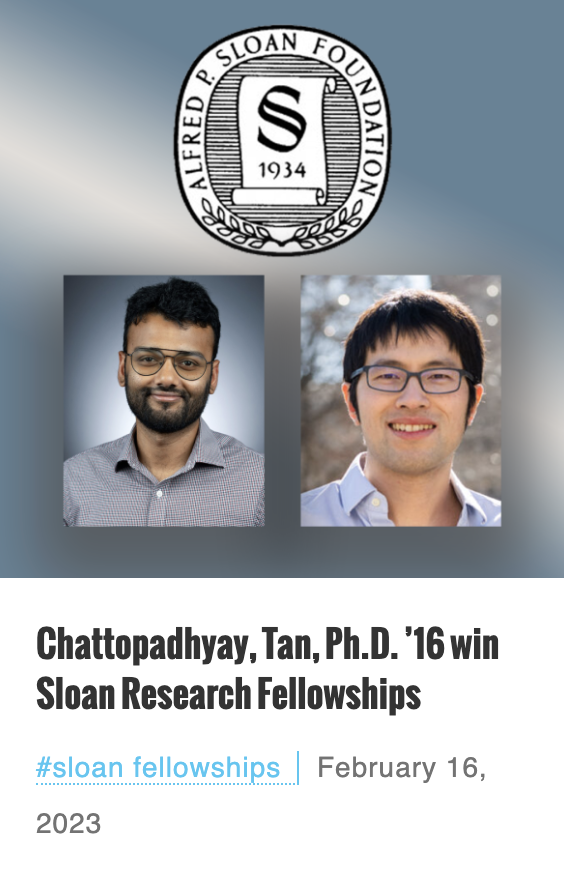 ALFRED P. SLOAN FOUNDATION
S
1934
Chattopadhyay, Tan, Ph.D. ’16 win
Sloan Research Fellowships
#sloan fellowships | February 16,
2023